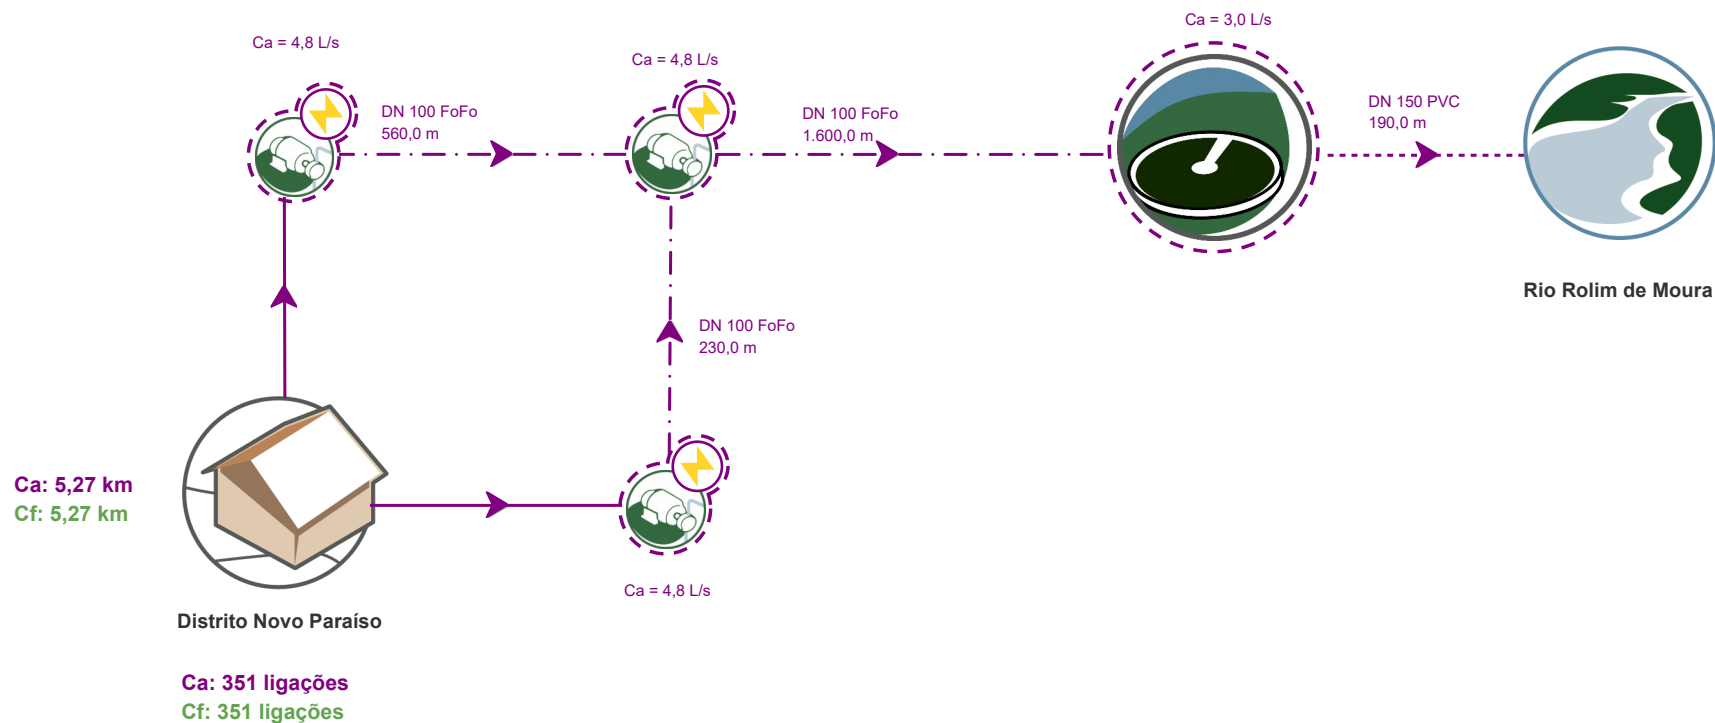 Ca = 3,0 L/s
Ca = 4,8 L/s
Ca = 4,8 L/s
DN 100 FoFo
560,0 m
DN 100 FoFo
1.600,0 m
DN 150 PVC
190,0 m
Rio Rolim de Moura
DN 100 FoFo
230,0 m
Ca: 5,27 km
Cf: 5,27 km
Ca = 4,8 L/s
Distrito Novo Paraíso
Ca: 351 ligações
Cf: 351 ligações